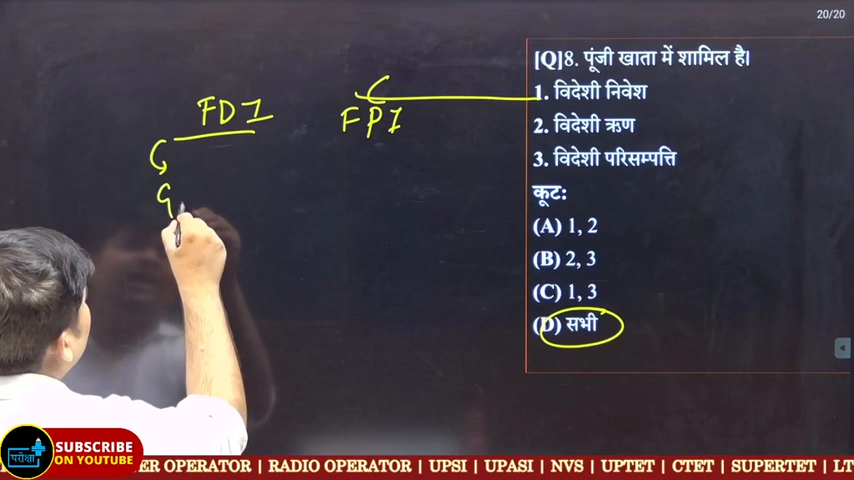 20/20
[Q]8. पूंजी खाता में शामिल है।
1. विदेशी निवेश
2. विदेशी ऋण
3. विदेशी परिसम्पत्ति
कूटः
(A) 1, 2
(B) 2, 3
(C) 1, 3
(D) सभी
FDI
FPI
परीक्षा
SUBSCRIBE
ON YOUTUBE
ER OPERATOR | RADIO OPERATOR | UPSI | UPASI | NVS | UPTET | CTET | SUPERTET | LT